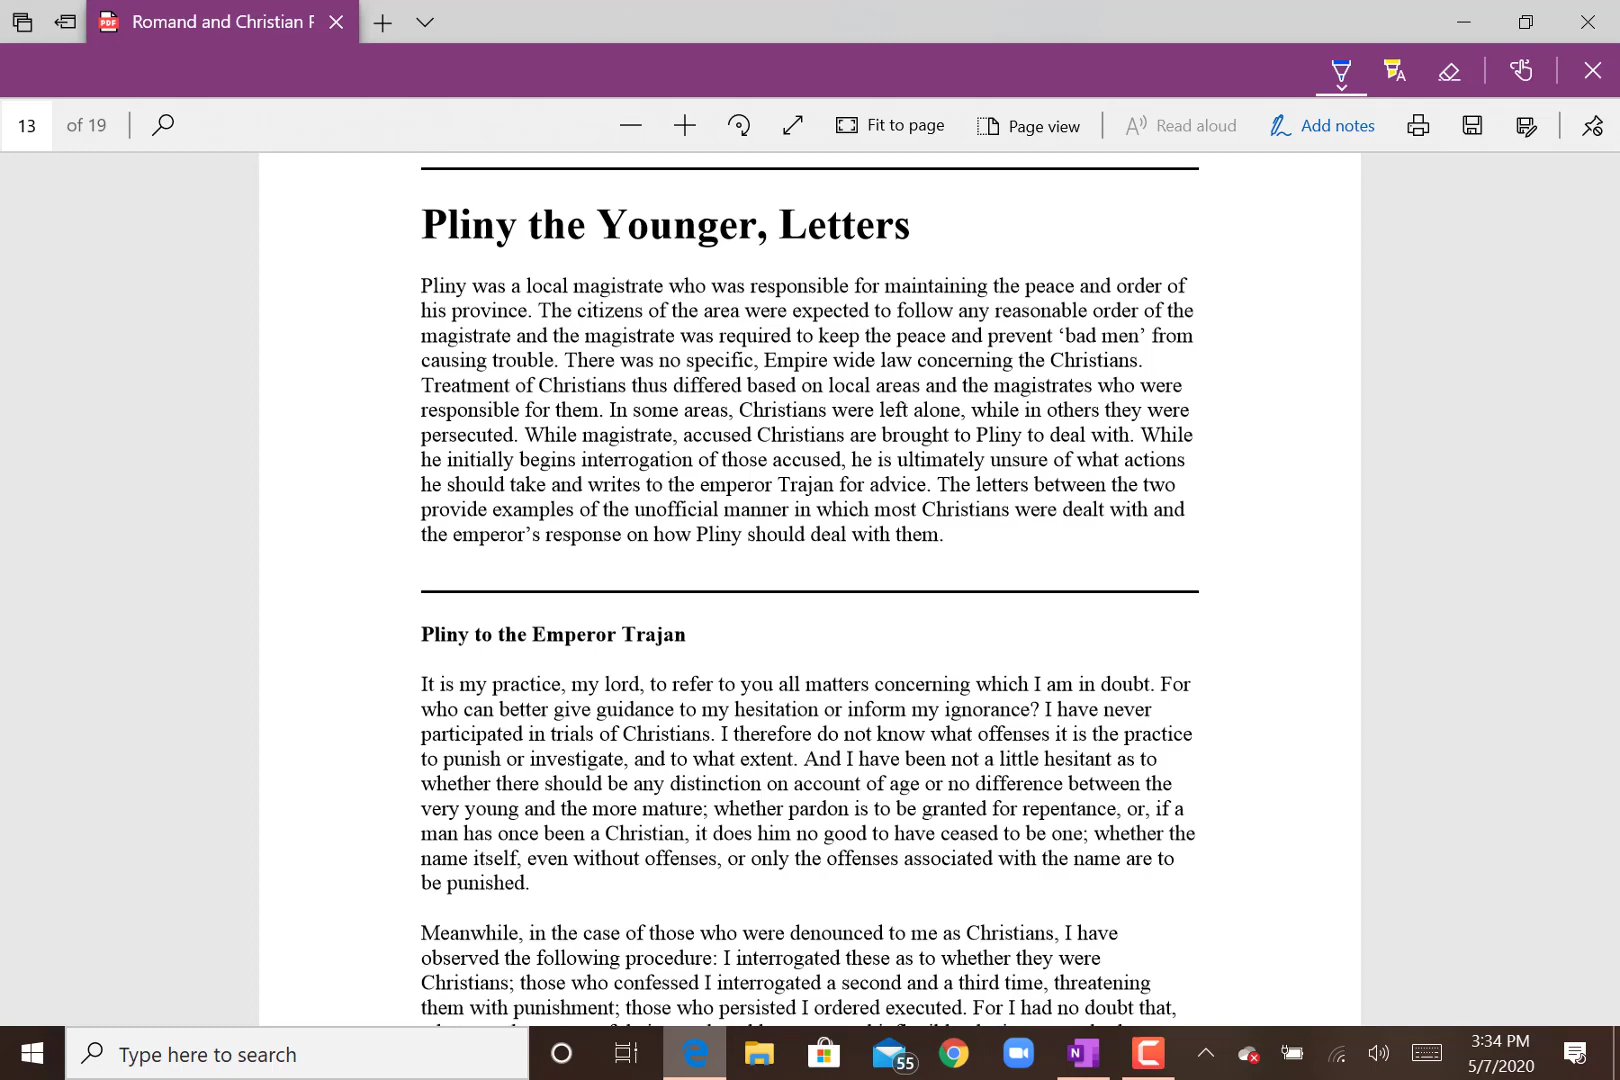 Romand and Christian F
13 of 19
Fit to page
Page view
Read aloud
Add notes
Pliny the Younger, Letters
Pliny was a local magistrate who was responsible for maintaining the peace and order of
his province. The citizens of the area were expected to follow any reasonable order of the
magistrate and the magistrate was required to keep the peace and prevent ‘bad men’ from
causing trouble. There was no specific, Empire wide law concerning the Christians.
Treatment of Christians thus differed based on local areas and the magistrates who were
responsible for them. In some areas, Christians were left alone, while in others they were
persecuted. While magistrate, accused Christians are brought to Pliny to deal with. While
he initially begins interrogation of those accused, he is ultimately unsure of what actions
he should take and writes to the emperor Trajan for advice. The letters between the two
provide examples of the unofficial manner in which most Christians were dealt with and
the emperor’s response on how Pliny should deal with them.
Pliny to the Emperor Trajan
It is my practice, my lord, to refer to you all matters concerning which I am in doubt. For
who can better give guidance to my hesitation or inform my ignorance? I have never
participated in trials of Christians. I therefore do not know what offenses it is the practice
to punish or investigate, and to what extent. And I have been not a little hesitant as to
whether there should be any distinction on account of age or no difference between the
very young and the more mature; whether pardon is to be granted for repentance, or, if a
man has once been a Christian, it does him no good to have ceased to be one; whether the
name itself, even without offenses, or only the offenses associated with the name are to
be punished.
Meanwhile, in the case of those who were denounced to me as Christians, I have
observed the following procedure: I interrogated these as to whether they were
Christians; those who confessed I interrogated a second and a third time, threatening
them with punishment; those who persisted I ordered executed. For I had no doubt that,
Type here to search
55
3:34 PM
5/7/2020